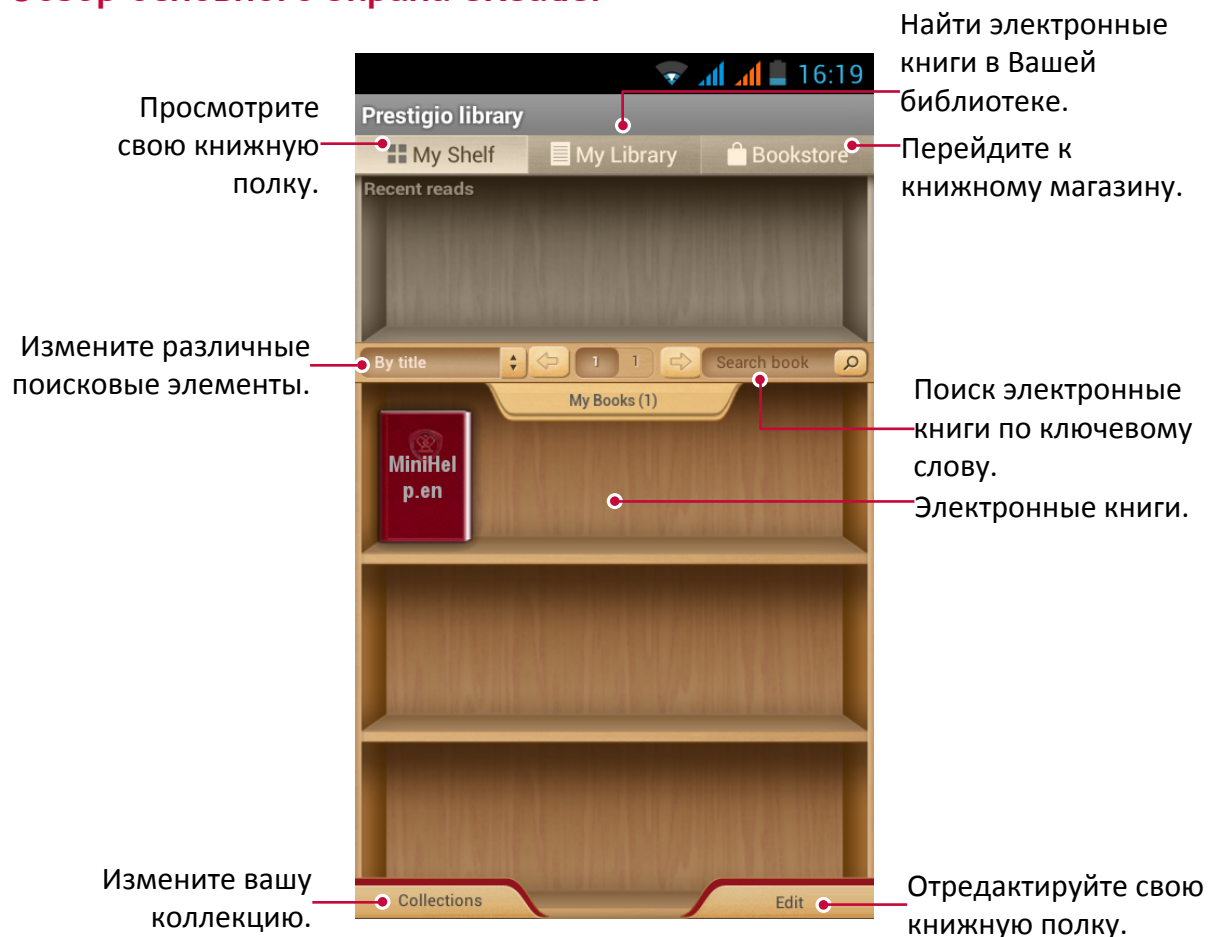 Найти электронные
книги в Вашей
библиотеке.
16:19
Просмотрите
свою книжную
полку.
Prestigio library
My Shelf
My Library
Bookstore
Перейдите к
книжному магазину.
Recent reads
Измените различные
поисковые элементы.
By title
1
1
Search book
My Books (1)
Поиск электронные
книги по ключевому
слову.
MiniHel
p.en
Электронные книги.
Измените вашу
коллекцию.
Collections
Edit
Отредактируйте свою
книжную полку.